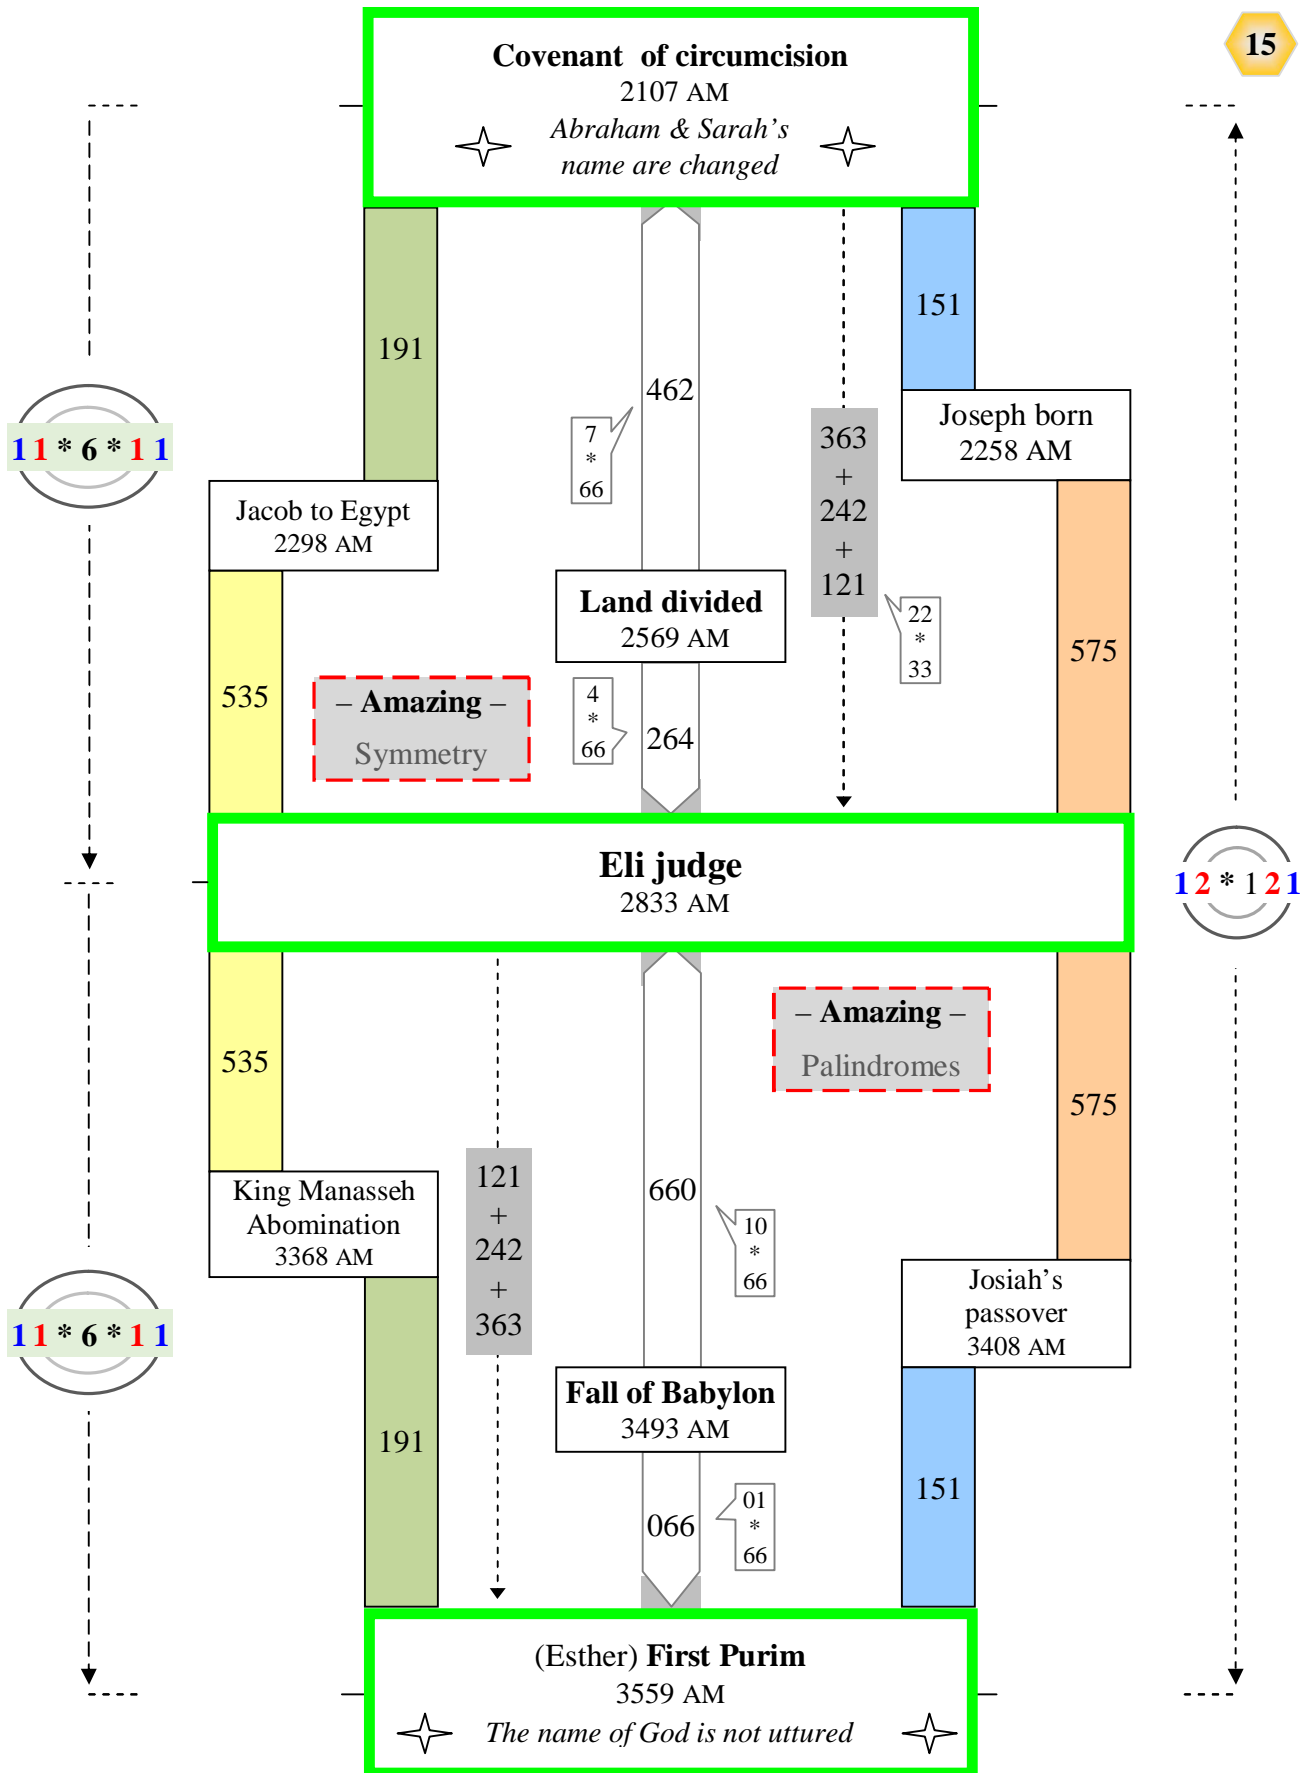 15
Covenant of circumcision
2107 AM
Abraham & Sarah's
name are changed
191
151
462
7
*
66
363
+
242
+
121
22
*
33
Joseph born
2258 AM
11 * 6 * 11
Jacob to Egypt
2298 AM
Land divided
2569 AM
575
535
– Amazing –
Symmetry
4
*
66
264
Eli judge
2833 AM
12 * 121
535
– Amazing –
Palindromes
575
121
+
242
+
363
660
10
*
66
King Manasseh
Abomination
3368 AM
Josiah's
passover
3408 AM
11 * 6 * 11
Fall of Babylon
3493 AM
191
151
066
01
*
66
(Esther) First Purim
3559 AM
The name of God is not uttured